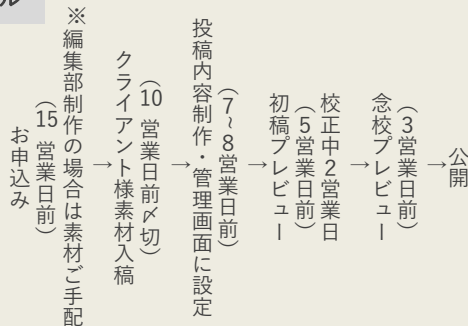 ル
お申込み
（15 営業日前）
※編集部制作の場合は素材ご手配
→
クライアント様素材入稿
（10 営業日前〆切）
→
投稿内容制作・管理画面に設定
（7~8営業日前）
→
初稿プレビュー
（5営業日前）
校正中2営業日
→
念校プレビュー
（3営業日前）
→
公開